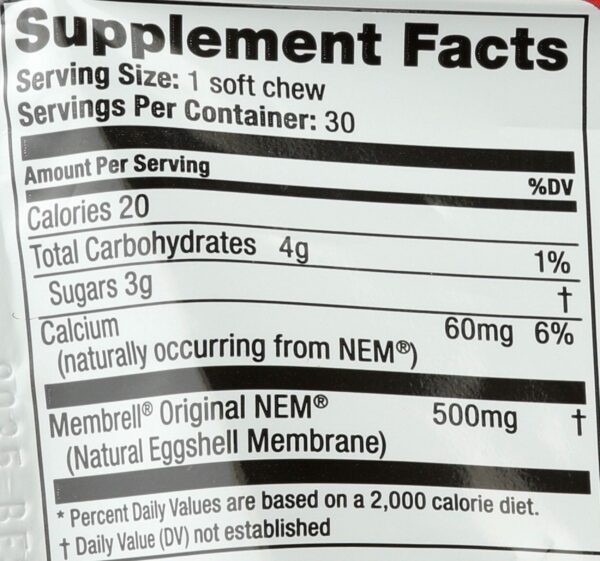 Supplement Facts
Serving Size: 1 soft chew
Servings Per Container: 30
Amount Per Serving
%DV
Calories 20
Total Carbohydrates 4g 1%
Sugars 3g †
Calcium 60mg 6%
(naturally occurring from NEM®)
Membrell® Original NEM® 500mg †
(Natural Eggshell Membrane)
* Percent Daily Values are based on a 2,000 calorie diet.
† Daily Value (DV) not established